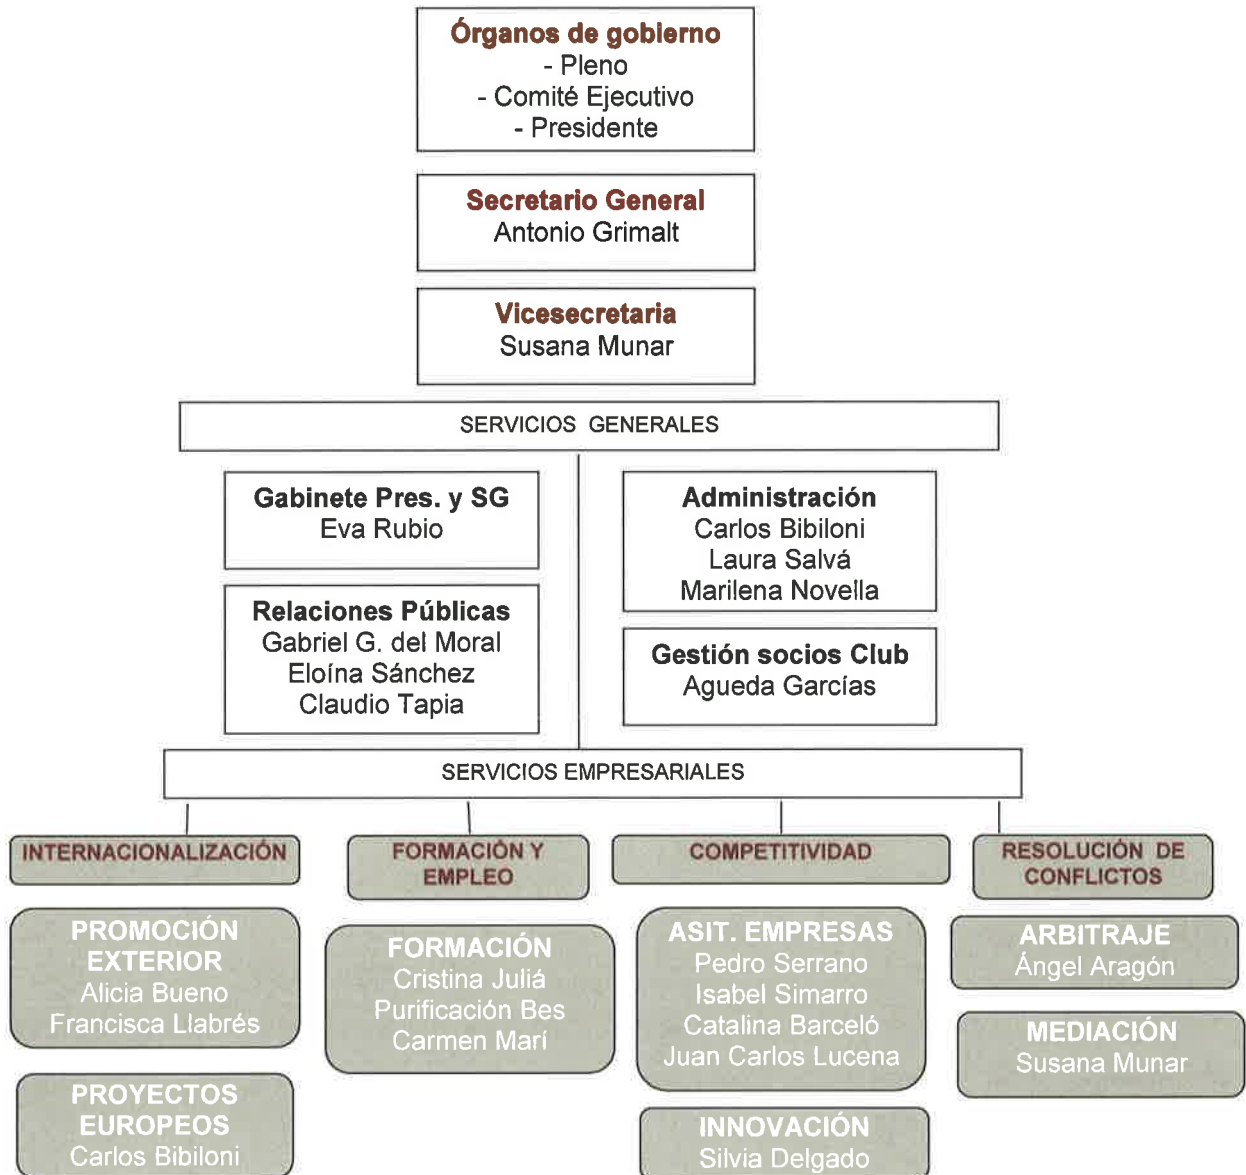 Órganos de gobierno
- Pleno
- Comité Ejecutivo
- Presidente
Secretario General
Antonio Grimalt
Vicesecretaria
Susana Munar
SERVICIOS GENERALES
Gabinete Pres. y SG
Eva Rubio
Administración
Carlos Bibiloni
Laura Salvá
Marilena Novella
Relaciones Públicas
Gabriel G. del Moral
Eloína Sánchez
Claudio Tapia
Gestión socios Club
Agueda Garcías
SERVICIOS EMPRESARIALES
INTERNACIONALIZACIÓN
PROMOCIÓN
EXTERIOR
Alicia Bueno
Francisca Llabrés
PROYECTOS
EUROPEOS
Carlos Bibiloni
FORMACIÓN Y
EMPLEO
FORMACIÓN
Cristina Juliá
Purificación Bes
Carmen Marí
COMPETITIVIDAD
ASIT. EMPRESAS
Pedro Serrano
Isabel Simarro
Catalina Barceló
Juan Carlos Lucena
INNOVACIÓN
Silvia Delgado
RESOLUCIÓN DE
CONFLICTOS
ARBITRAJE
Ángel Aragón
MEDIACIÓN
Susana Munar